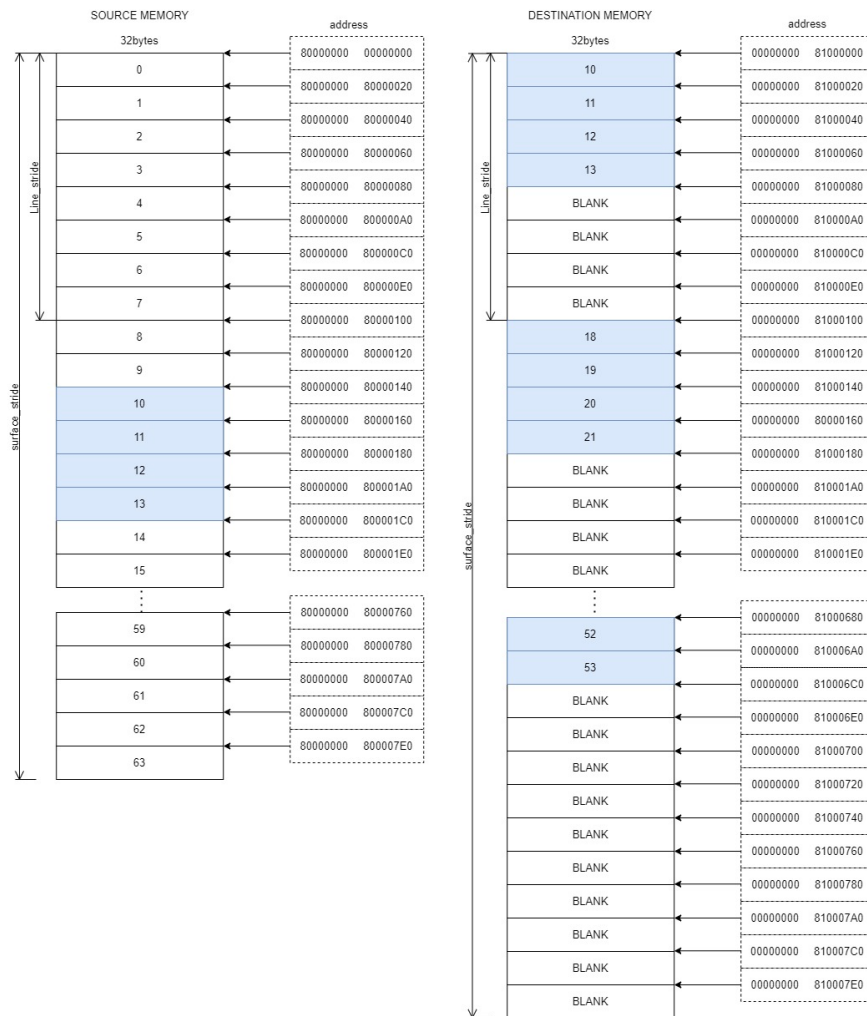 SOURCE MEMORY
32bytes
address
Line_stride
surface_stride
0
80000000 00000000
1
80000000 80000020
2
80000000 80000040
3
80000000 80000060
4
80000000 80000080
5
80000000 800000A0
6
80000000 800000C0
7
80000000 800000E0
8
80000000 80000100
9
80000000 80000120
10
80000000 80000140
11
80000000 80000160
12
80000000 80000180
13
80000000 800001A0
14
80000000 800001C0
15
80000000 800001E0
59
80000000 80000760
60
80000000 80000780
61
80000000 800007A0
62
80000000 800007C0
63
80000000 800007E0
DESTINATION MEMORY
32bytes
address
Line_stride
surface_stride
10
00000000 81000000
11
00000000 81000020
12
00000000 81000040
13
00000000 81000060
BLANK
00000000 81000080
BLANK
00000000 810000A0
BLANK
00000000 810000C0
BLANK
00000000 810000E0
18
00000000 81000100
19
00000000 81000120
20
00000000 81000140
21
00000000 80000160
BLANK
00000000 81000180
BLANK
00000000 810001A0
BLANK
00000000 810001C0
BLANK
00000000 810001E0
52
00000000 81000680
53
00000000 810006A0
BLANK
00000000 810006C0
BLANK
00000000 810006E0
BLANK
00000000 81000700
BLANK
00000000 81000720
BLANK
00000000 81000740
BLANK
00000000 81000760
BLANK
00000000 81000780
BLANK
00000000 810007A0
BLANK
00000000 810007C0
BLANK
00000000 810007E0